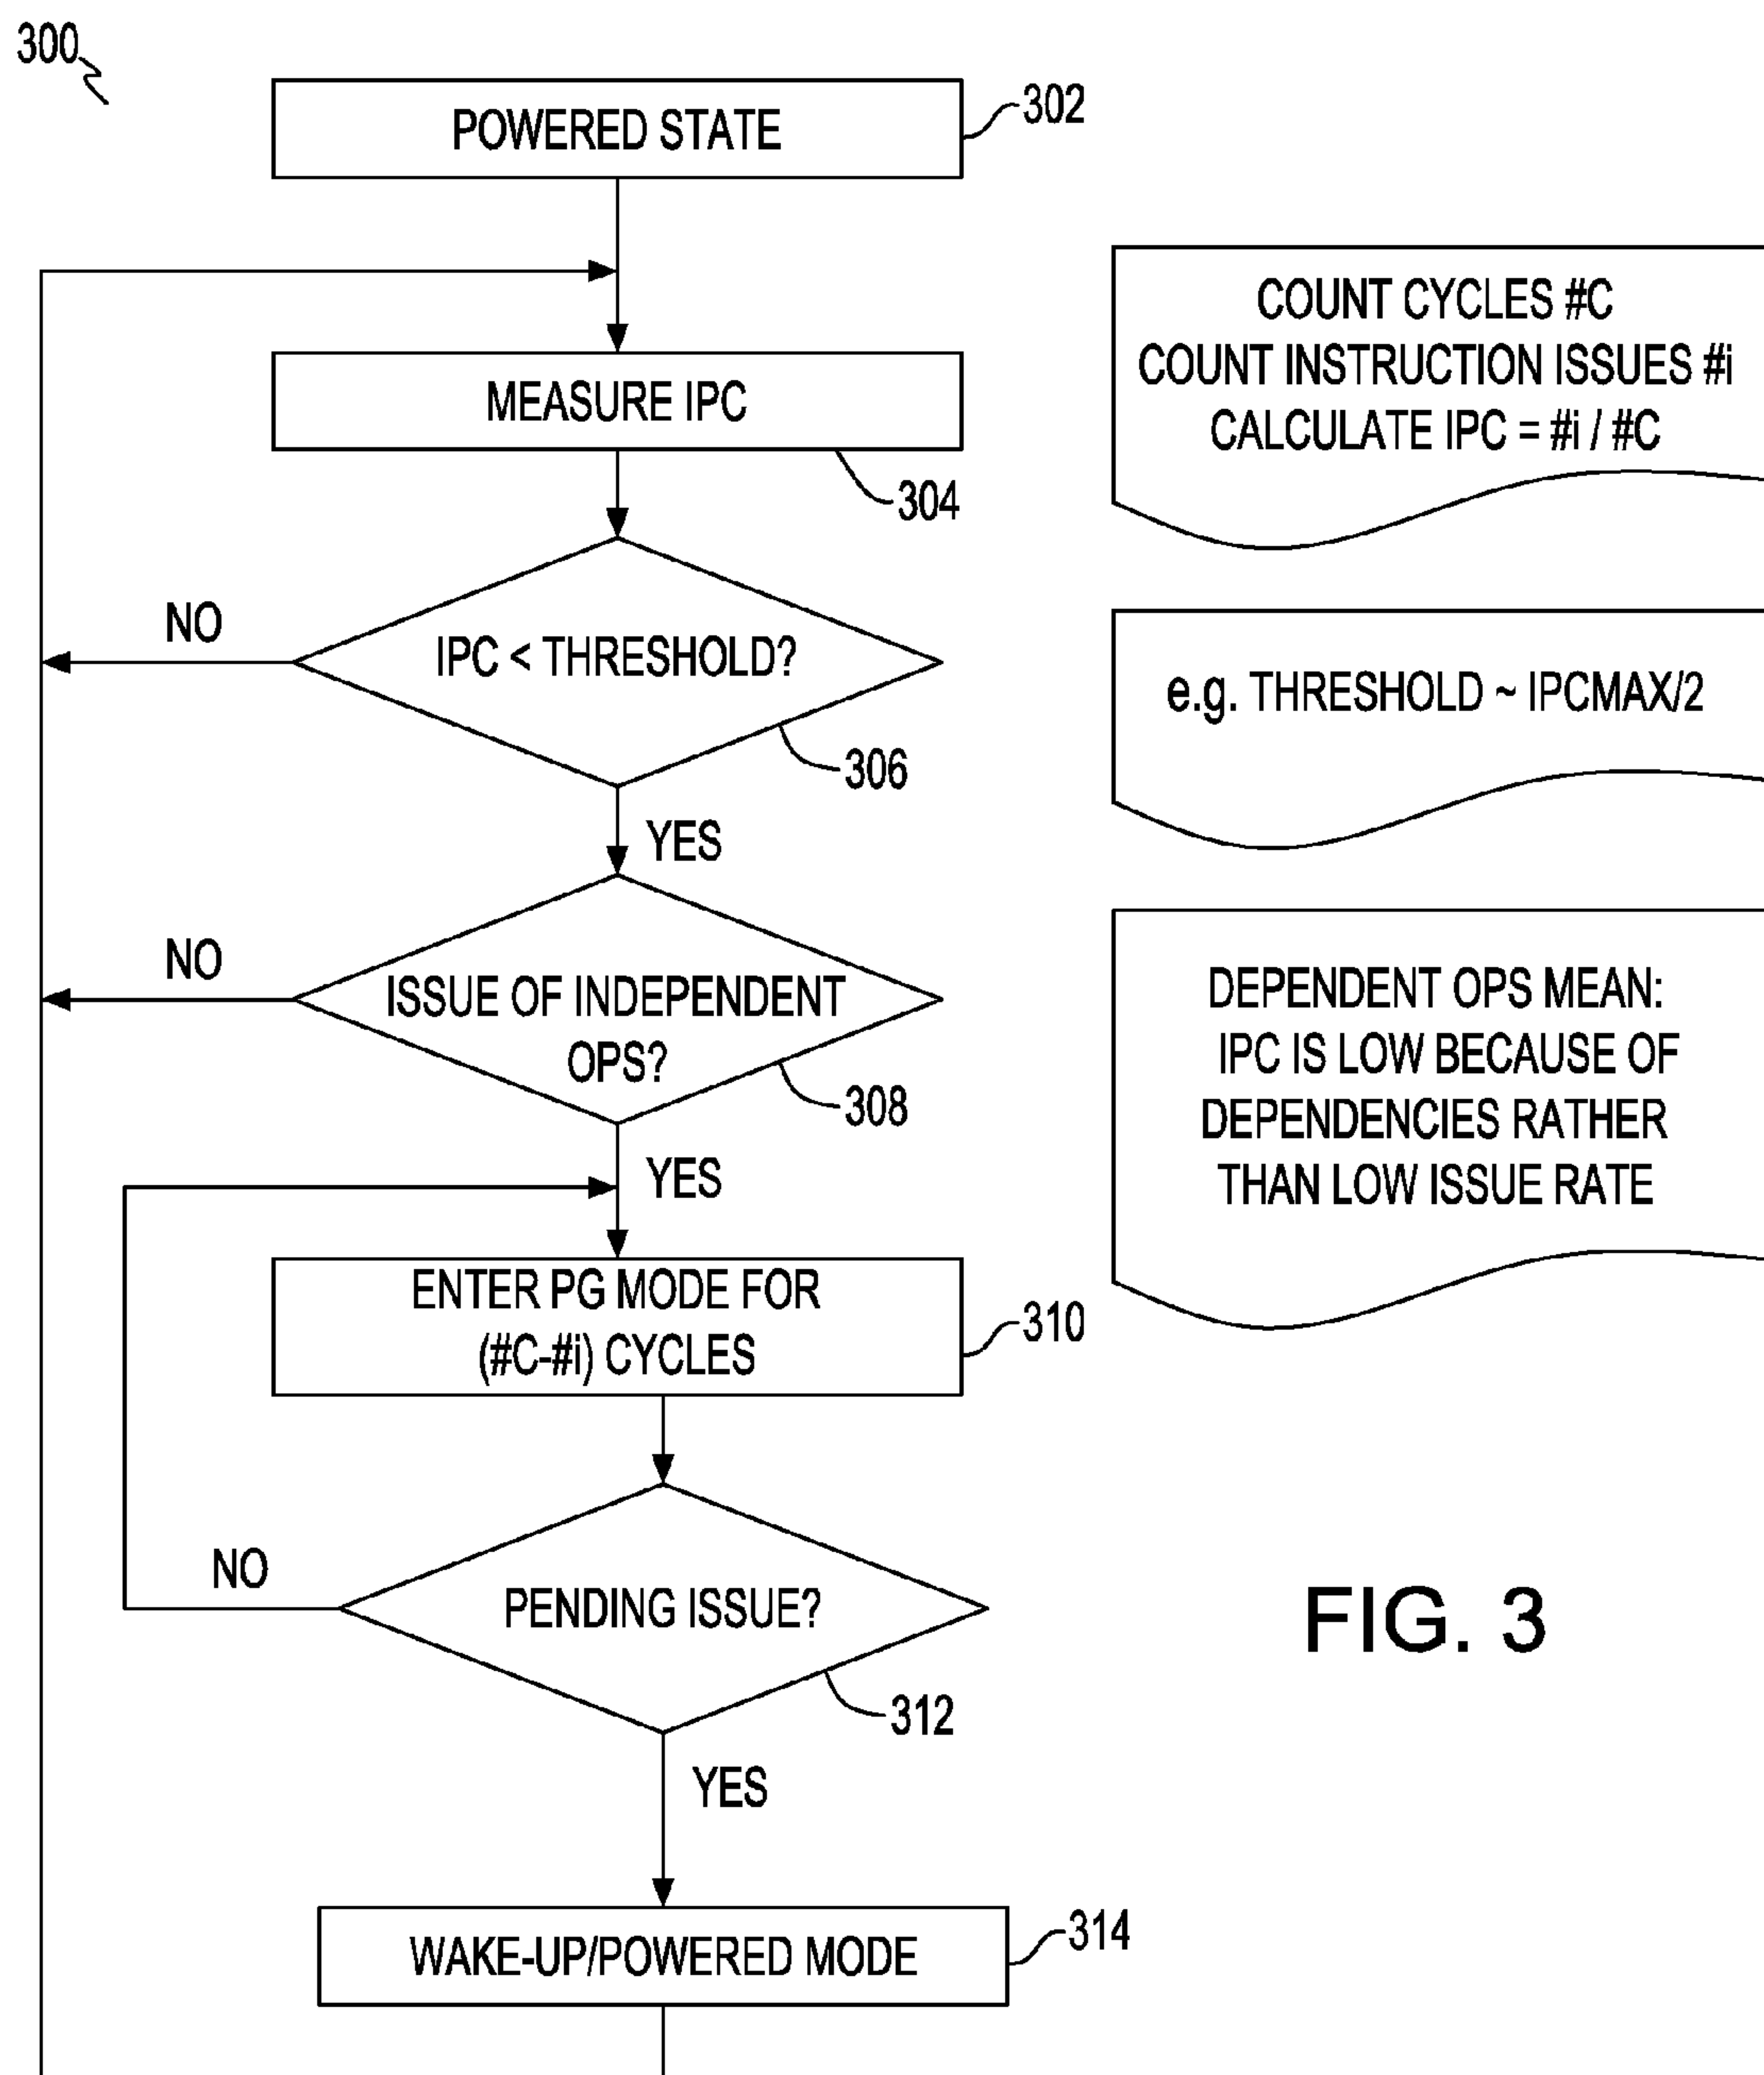 300
POWERED STATE
302
MEASURE IPC
304
IPC < THRESHOLD?
NO
306
YES
ISSUE OF INDEPENDENT
OPS?
NO
308
YES
ENTER PG MODE FOR
(#C-#i) CYCLES
310
PENDING ISSUE?
NO
312
YES
WAKE-UP/POWERED MODE
314
COUNT CYCLES #C
COUNT INSTRUCTION ISSUES #i
CALCULATE IPC = #i / #C
e.g. THRESHOLD ~ IPCMAX/2
DEPENDENT OPS MEAN:
IPC IS LOW BECAUSE OF
DEPENDENCIES RATHER
THAN LOW ISSUE RATE
FIG. 3